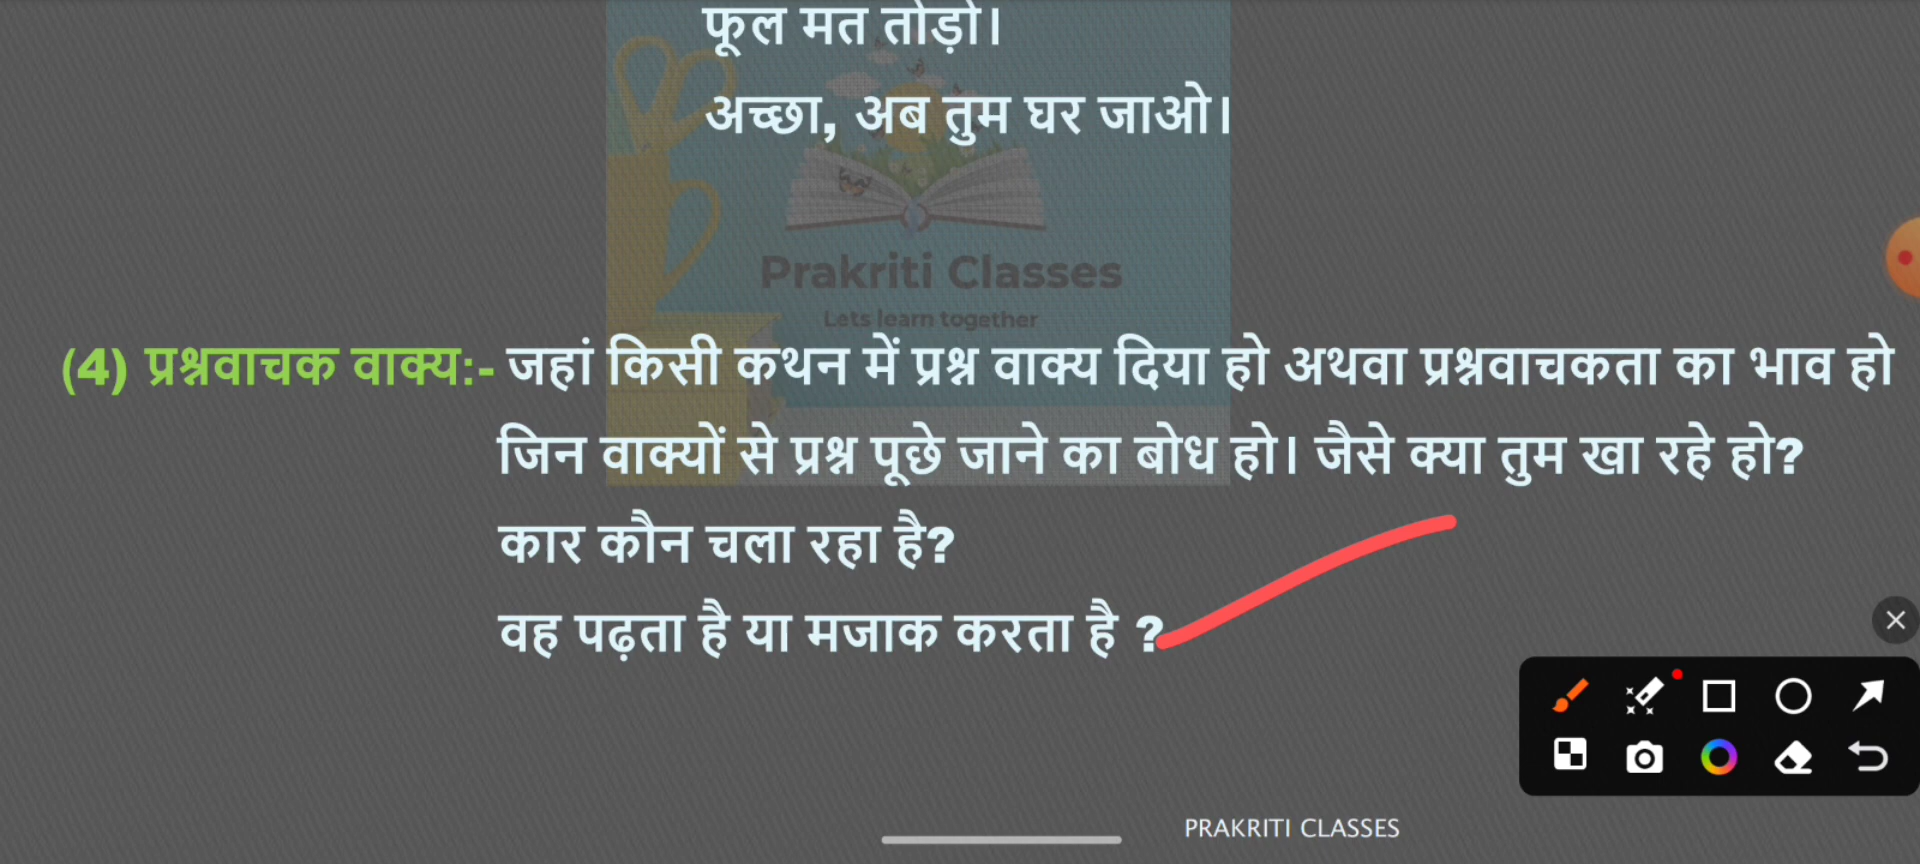 फूल मत तोड़ो।
अच्छा, अब तुम घर जाओ।
Prakriti Classes
Lets learn together
(4) प्रश्नवाचक वाक्य:- जहां किसी कथन में प्रश्न वाक्य दिया हो अथवा प्रश्नवाचकता का भाव हो
जिन वाक्यों से प्रश्न पूछे जाने का बोध हो। जैसे क्या तुम खा रहे हो?
कार कौन चला रहा है?
वह पढ़ता है या मजाक करता है ?
PRAKRITI CLASSES